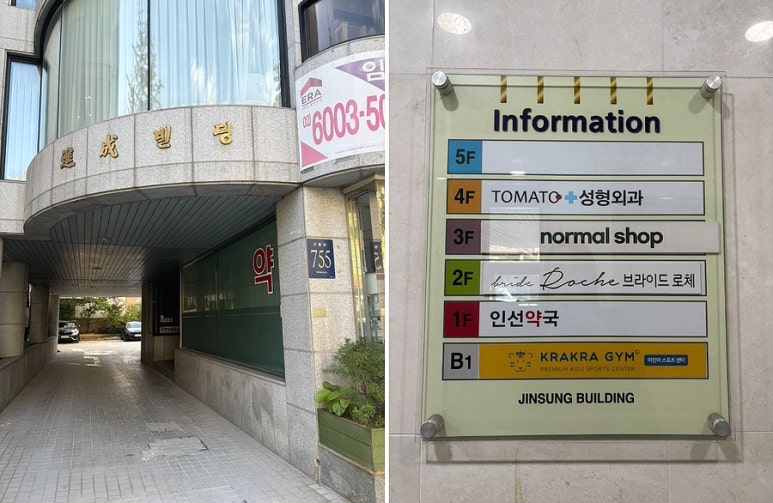 進成빌딩
ERA
6003-50
약
755
Information
5F
4F TOMATO 성형외과
3F normal shop
2F bride Roche 브라이드 로체
1F 인선약국
B1 KRAKRA GYM 어린이 스포츠 센터
PREMIUM KIDS SPORTS CENTER
JINSUNG BUILDING